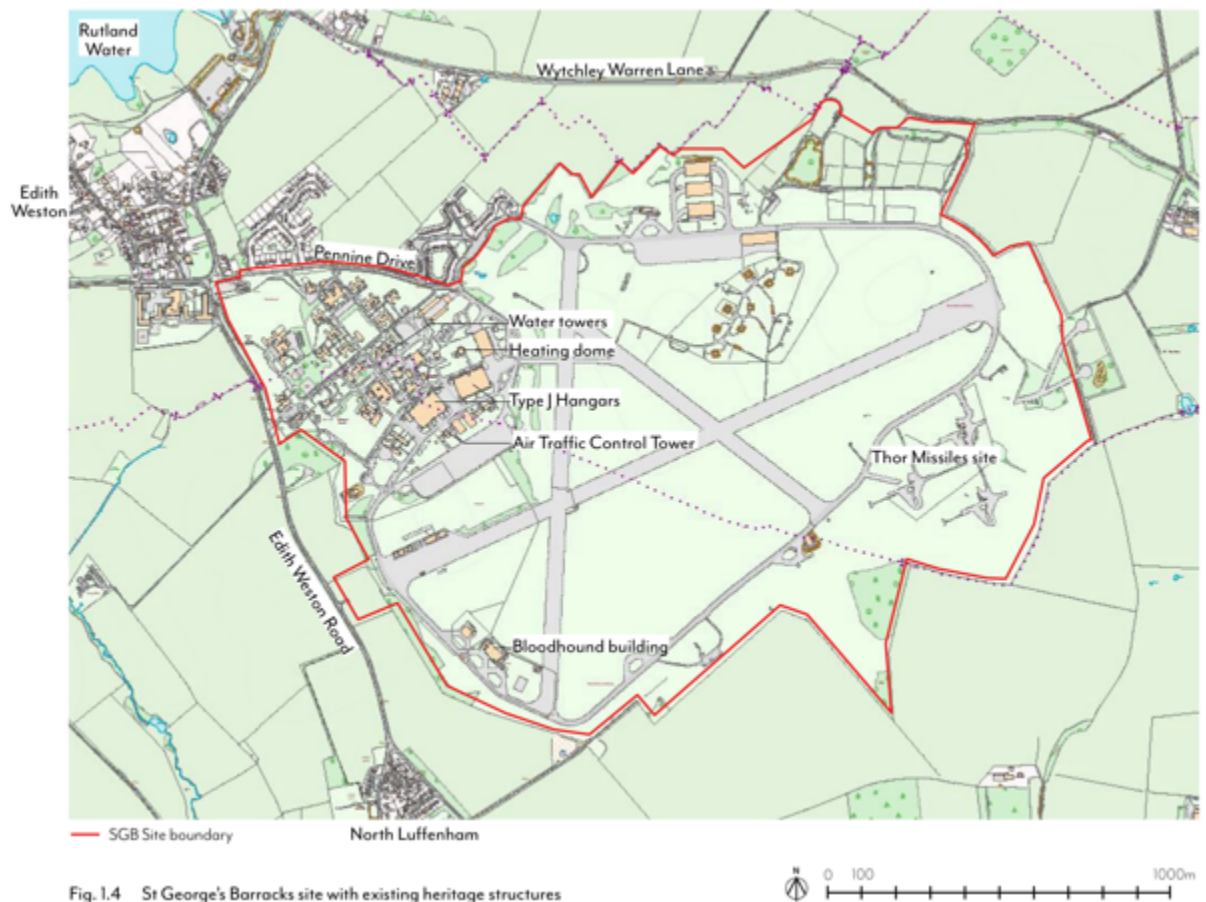 Rutland
Water
Wytchley Warren Lane
Edith
Weston
Pennine Drive
Water towers
Heating dome
Type J Hangars
Air Traffic Control Tower
Thor Missiles site
Edith Weston Road
Bloodhound building
SGB Site boundary
North Luffenham
N
0 100 1000m
Fig. 1.4 St George's Barracks site with existing heritage structures